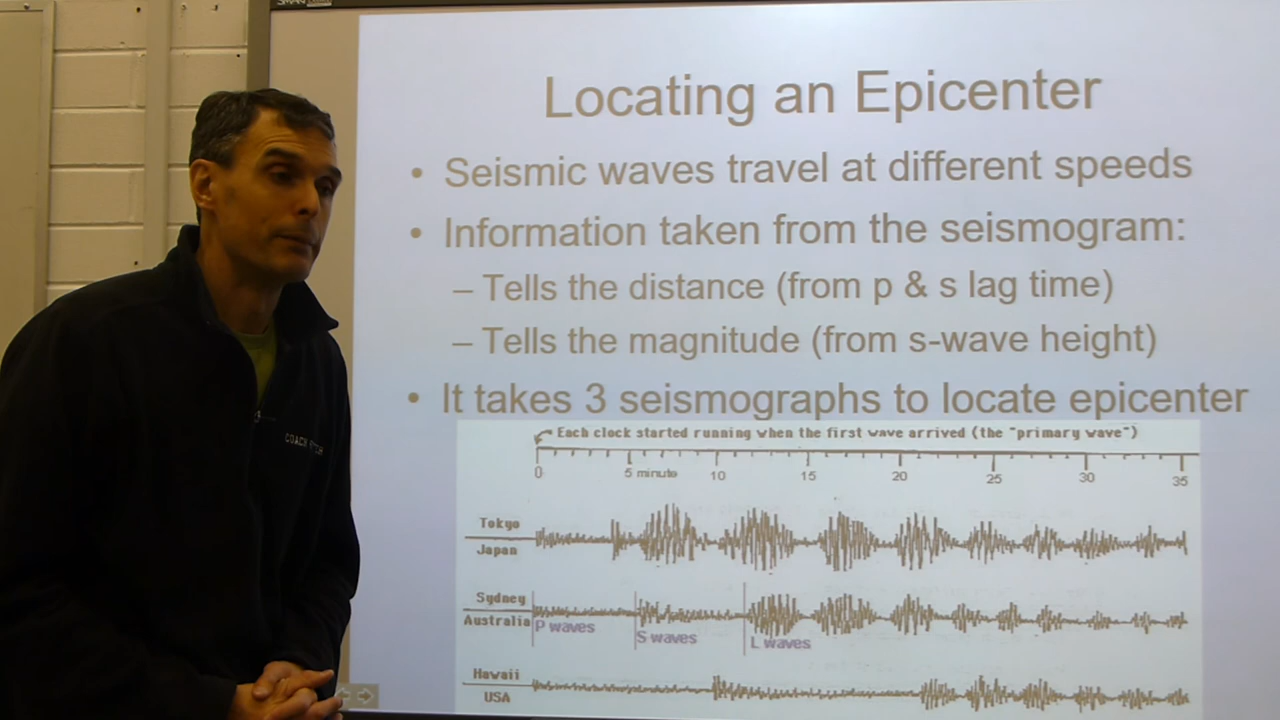 Locating an Epicenter
• Seismic waves travel at different speeds
• Information taken from the seismogram:
– Tells the distance (from p & s lag time)
– Tells the magnitude (from s-wave height)
• It takes 3 seismographs to locate epicenter
Each clock started running when the first wave arrived (the "primary wave")
0 5 minute 10 15 20 25 30 35
Tokyo
Japan
Sydney
Australia
P waves S waves L waves
Hawaii
USA
COACH